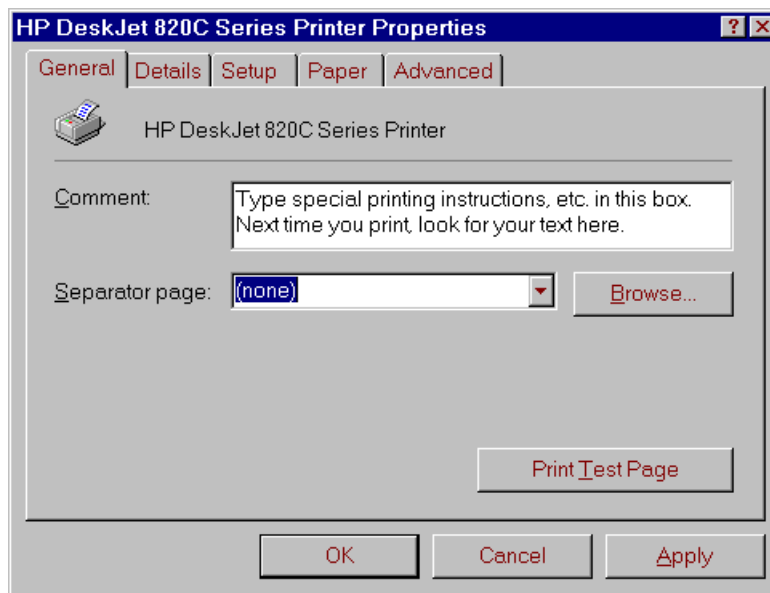 HP DeskJet 820C Series Printer Properties ? X
General Details Setup Paper Advanced
HP DeskJet 820C Series Printer
Comment: Type special printing instructions, etc. in this box.
Next time you print, look for your text here.
Separator page: (none) Browse...
Print Test Page
OK Cancel Apply